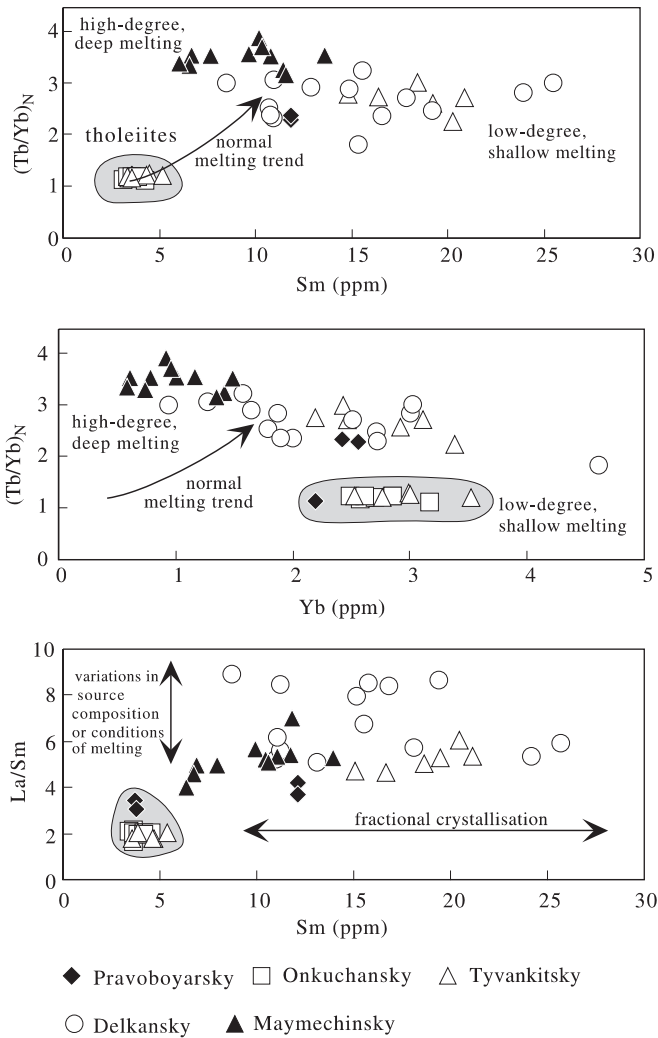 4
3
2
1
0
(Tb/Yb)N
high-degree,
deep melting
tholeiites
normal
melting trend
low-degree,
shallow melting
0 5 10 15 20 25 30
Sm (ppm)
4
3
2
1
0
(Tb/Yb)N
high-degree,
deep melting
normal
melting trend
low-degree,
shallow melting
0 1 2 3 4 5
Yb (ppm)
10
8
6
4
2
0
La/Sm
variations in
source
composition
or conditions
of melting
fractional crystallisation
0 5 10 15 20 25 30
Sm (ppm)
Pravoboyarsky Onkuchansky Tyvankitsky
Delkansky Maymechinsky